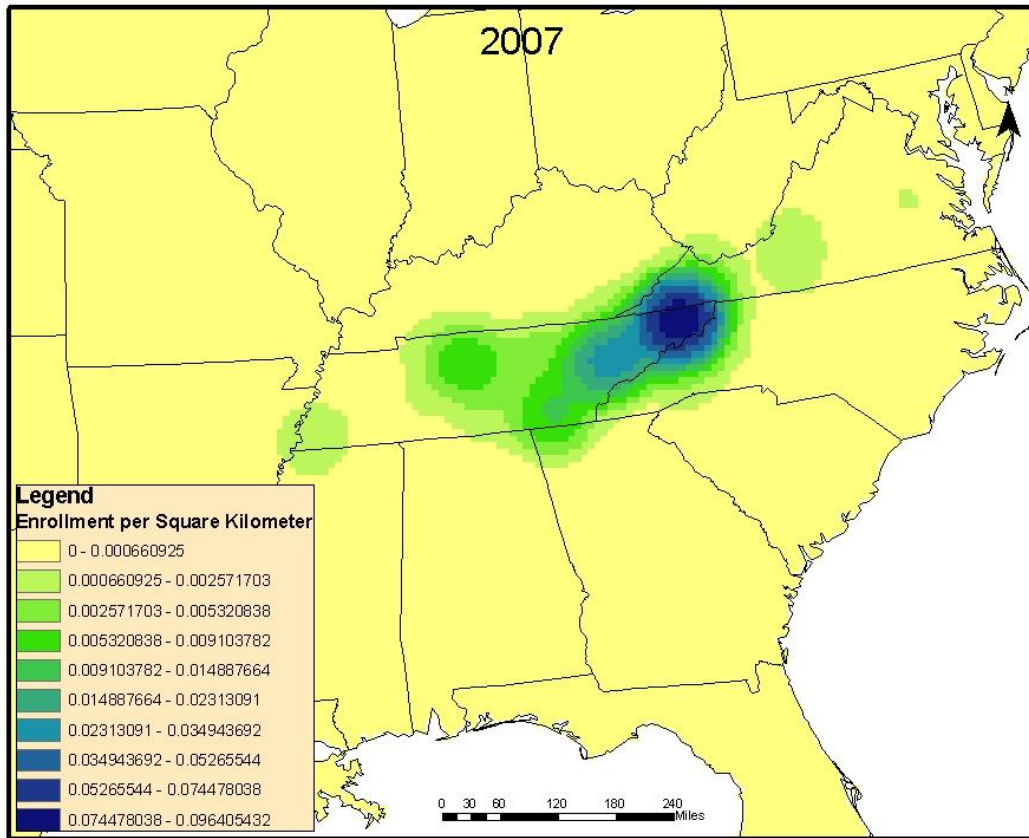 2007
N
Legend
Enrollment per Square Kilometer
0 - 0.000660925
0.000660925 - 0.002571703
0.002571703 - 0.005320838
0.005320838 - 0.009103782
0.009103782 - 0.014887664
0.014887664 - 0.02313091
0.02313091 - 0.034943692
0.034943692 - 0.05265544
0.05265544 - 0.074478038
0.074478038 - 0.096405432
0 30 60 120 180 240
Miles